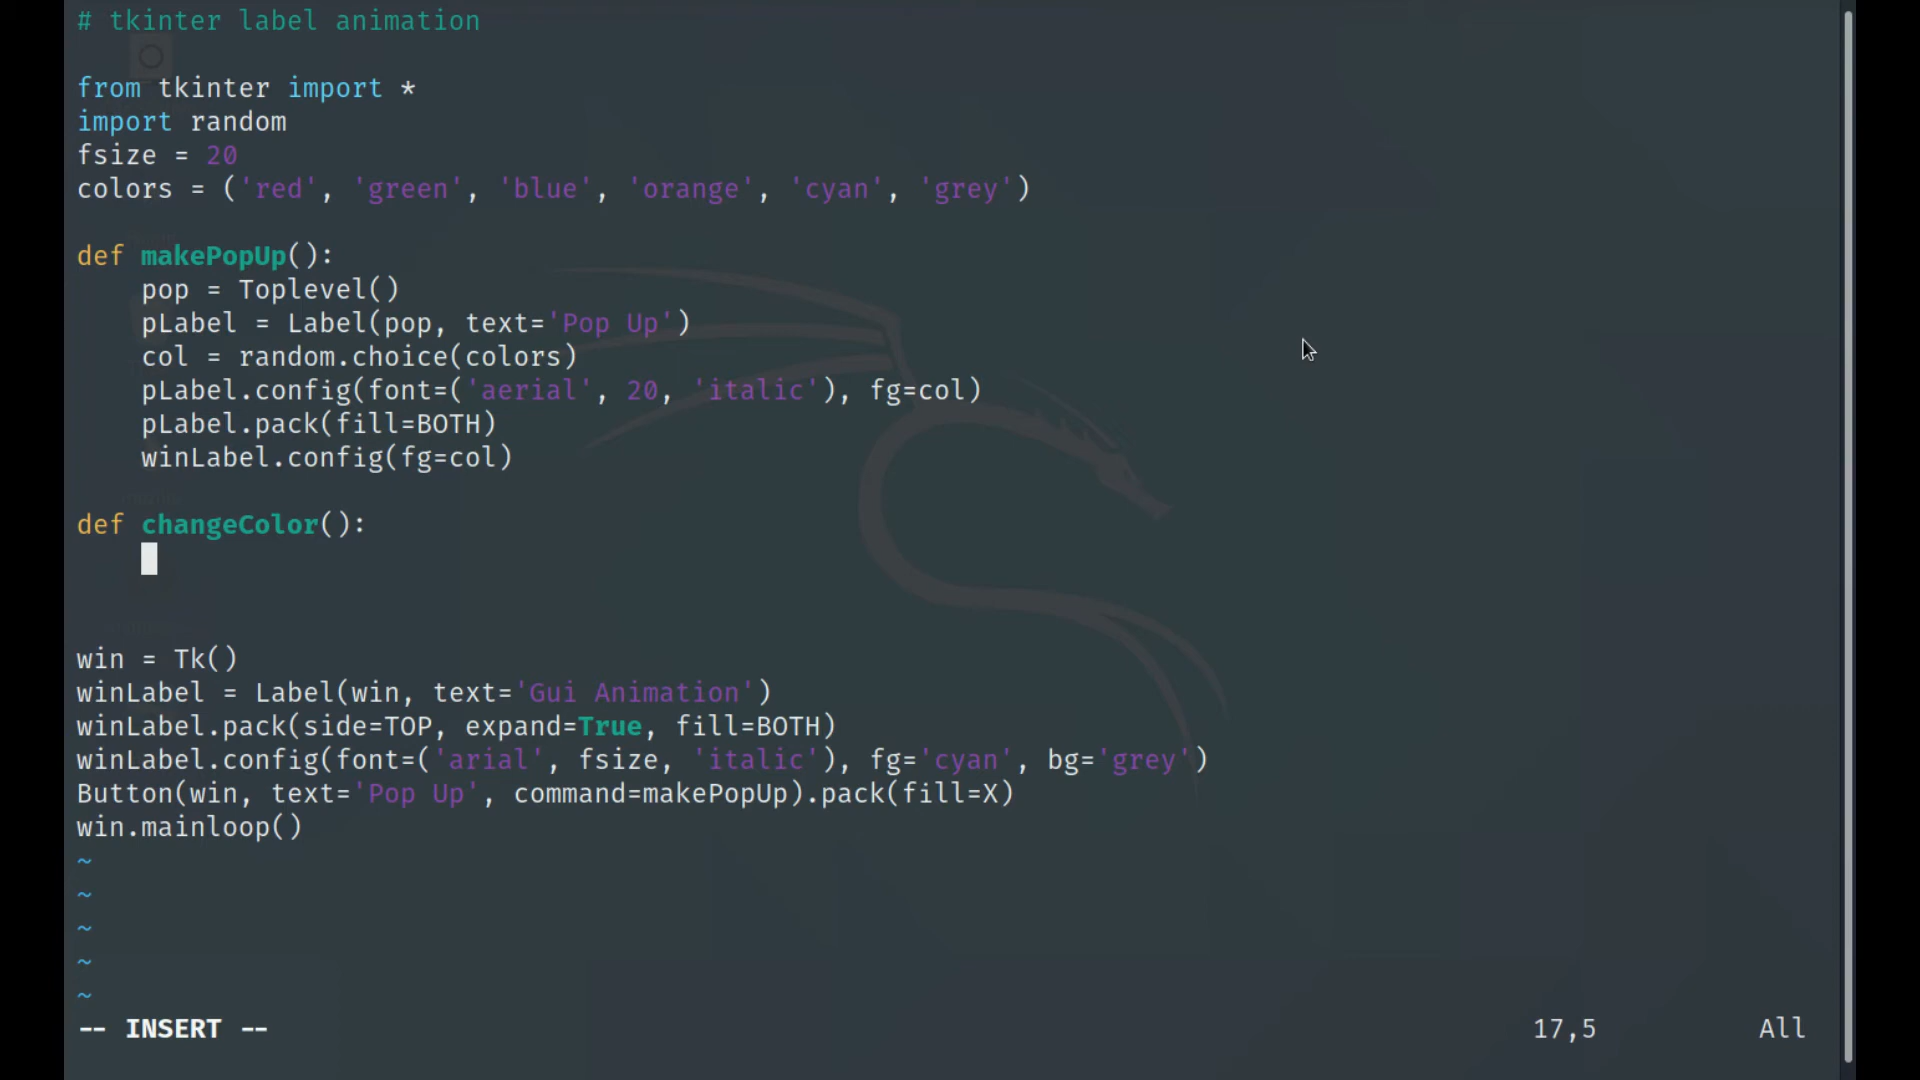 # tkinter label animation
from tkinter import *
import random
fsize = 20
colors = ('red', 'green', 'blue', 'orange', 'cyan', 'grey')
def makePopUp():
    pop = Toplevel()
    pLabel = Label(pop, text='Pop Up')
    col = random.choice(colors)
    pLabel.config(font=('aerial', 20, 'italic'), fg=col)
    pLabel.pack(fill=BOTH)
    winLabel.config(fg=col)
def changeColor():
win = Tk()
winLabel = Label(win, text='Gui Animation')
winLabel.pack(side=TOP, expand=True, fill=BOTH)
winLabel.config(font=('arial', fsize, 'italic'), fg='cyan', bg='grey')
Button(win, text='Pop Up', command=makePopUp).pack(fill=X)
win.mainloop()
~
~
~
~
~
-- INSERT -- 17,5 All